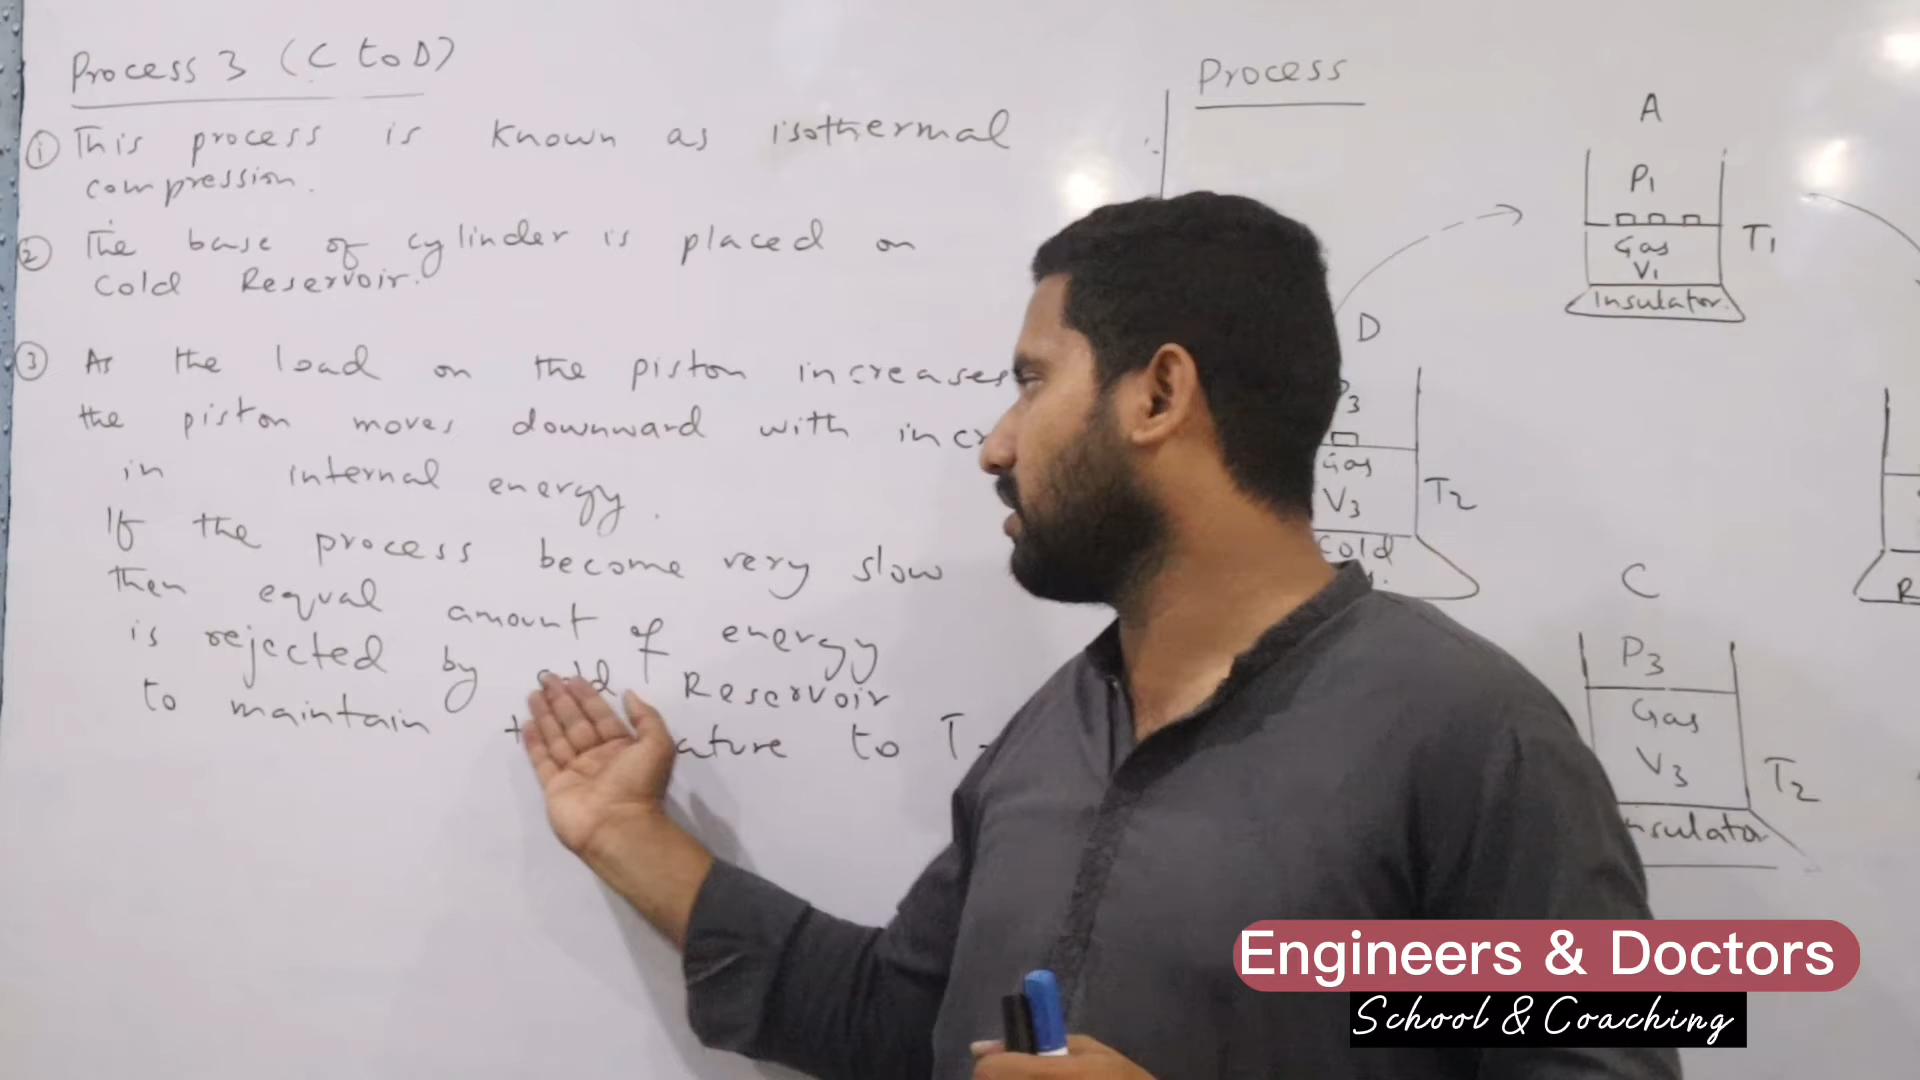 Process 3 (C to D)
① This process is known as isothermal
compression.
② The base of cylinder is placed on
Cold Reservoir.
③ As the load on the piston increases
the piston moves downward with
in internal energy.
If the process become very slow
then equal amount of energy
is rejected by cold Reservoir
to maintain to T
Process
A
P1
Gas
V1
T1
Insulator.
D
3
Gas
V3
T2
Cold
C
P3
Gas
V3
T2
R
Engineers & Doctors
School & Coaching